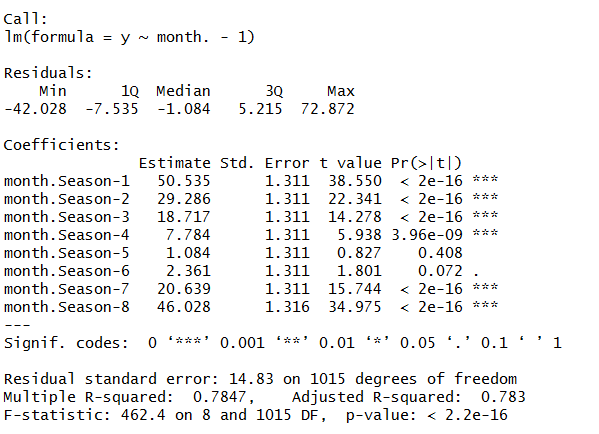 Call:
lm(formula = y ~ month. - 1)
Residuals:
    Min      1Q  Median      3Q     Max
-42.028  -7.535  -1.084   5.215  72.872
Coefficients:
               Estimate Std. Error t value Pr(>|t|)
month.Season-1   50.535      1.311  38.550  < 2e-16 ***
month.Season-2   29.286      1.311  22.341  < 2e-16 ***
month.Season-3   18.717      1.311  14.278  < 2e-16 ***
month.Season-4    7.784      1.311   5.938 3.96e-09 ***
month.Season-5    1.084      1.311   0.827    0.408
month.Season-6    2.361      1.311   1.801    0.072 .
month.Season-7   20.639      1.311  15.744  < 2e-16 ***
month.Season-8   46.028      1.316  34.975  < 2e-16 ***
---
Signif. codes:  0 ‘***’ 0.001 ‘**’ 0.01 ‘*’ 0.05 ‘.’ 0.1 ‘ ’ 1
Residual standard error: 14.83 on 1015 degrees of freedom
Multiple R-squared:  0.7847,	Adjusted R-squared:  0.783
F-statistic: 462.4 on 8 and 1015 DF,  p-value: < 2.2e-16